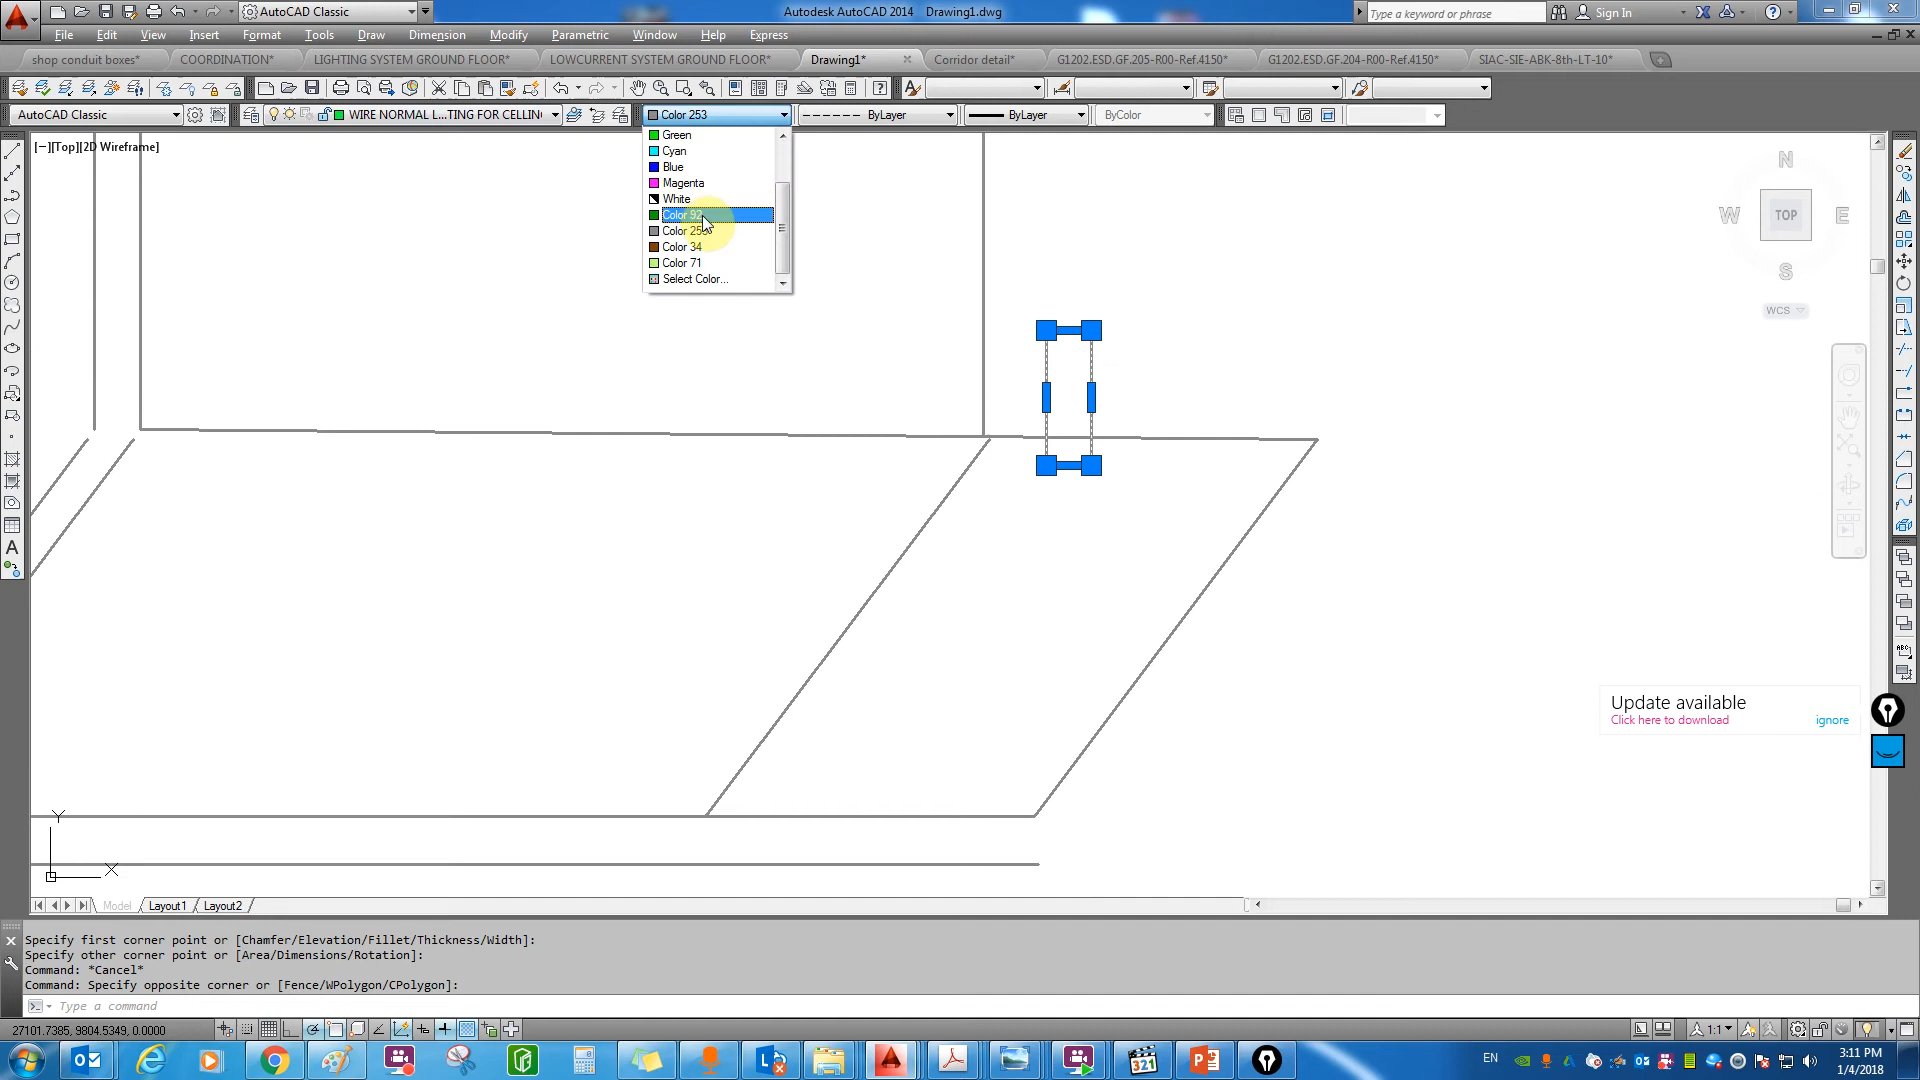 AutoCAD Classic
Autodesk AutoCAD 2014 Drawing1.dwg
Type a keyword or phrase
Sign In
File Edit View Insert Format Tools Draw Dimension Modify Parametric Window Help Express
shop conduit boxes*
COORDINATION*
LIGHTING SYSTEM GROUND FLOOR*
LOWCURRENT SYSTEM GROUND FLOOR*
Drawing1*
Corridor detail*
G1202.ESD.GF.205-R00-Ref.4150*
G1202.ESD.GF.204-R00-Ref.4150*
SIAC-SIE-ABK-8th-LT-10*
AutoCAD Classic
WIRE NORMAL L...TING FOR CELLIN
Color 253
ByLayer
ByLayer
ByColor
[−][Top][2D Wireframe]
Green
Cyan
Blue
Magenta
White
Color 92
Color 253
Color 34
Color 71
Select Color...
N
W TOP E
S
WCS
Update available
Click here to download ignore
Y
X
Model Layout1 Layout2
Specify first corner point or [Chamfer/Elevation/Fillet/Thickness/Width]:
Specify other corner point or [Area/Dimensions/Rotation]:
Command: *Cancel*
Command: Specify opposite corner or [Fence/WPolygon/CPolygon]:
Type a command
27101.7385, 9804.5349, 0.0000
1:1
EN
3:11 PM
1/4/2018